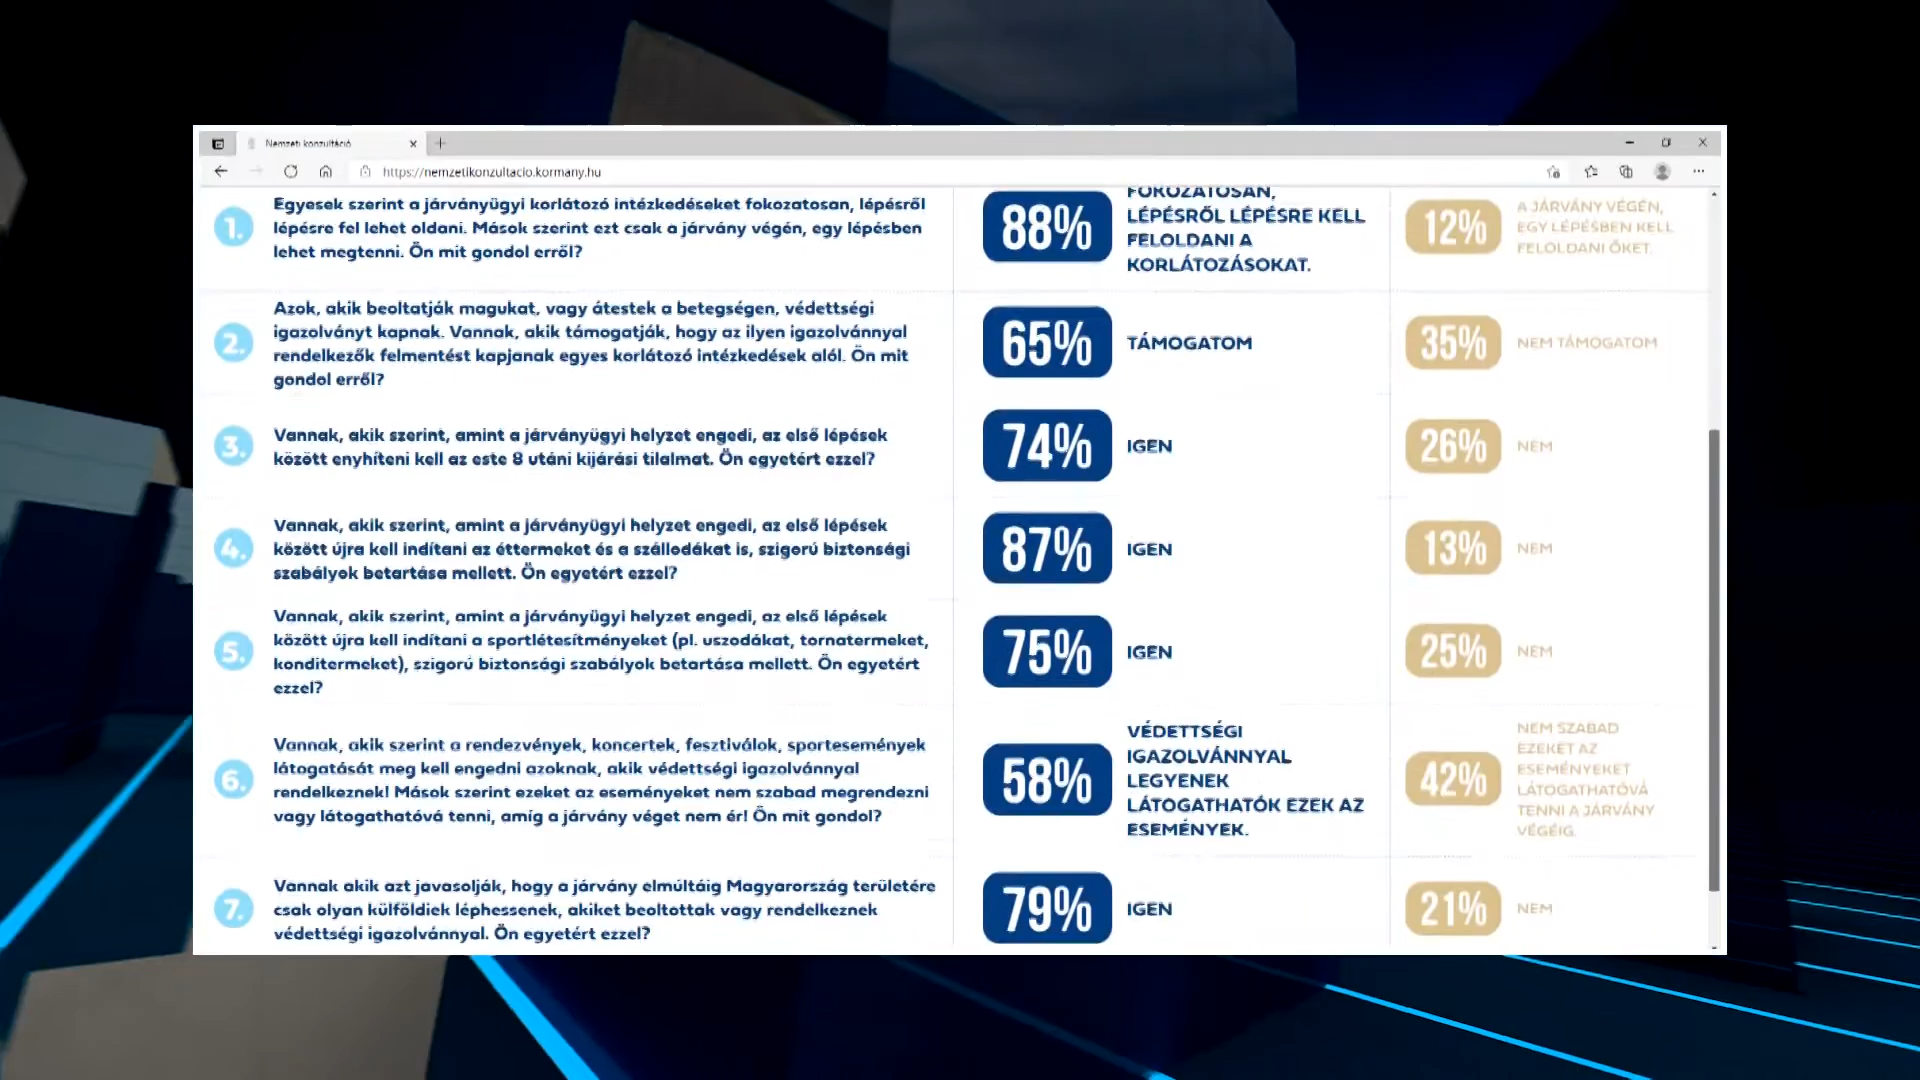 Nemzeti konzultáció
https://nemzetikonzultacio.kormany.hu
1.
Egyesek szerint a járványügyi korlátozó intézkedéseket fokozatosan, lépésről
lépésre fel lehet oldani. Mások szerint ezt csak a járvány végén, egy lépésben
lehet megtenni. Ön mit gondol erről?
88%
FOKOZATOSAN,
LÉPÉSRŐL LÉPÉSRE KELL
FELOLDANI A
KORLÁTOZÁSOKAT.
12%
A JÁRVÁNY VÉGÉN,
EGY LÉPÉSBEN KELL
FELOLDANI ŐKET.
2.
Azok, akik beoltatják magukat, vagy átestek a betegségen, védettségi
igazolványt kapnak. Vannak, akik támogatják, hogy az ilyen igazolvánnyal
rendelkezők felmentést kapjanak egyes korlátozó intézkedések alól. Ön mit
gondol erről?
65%
TÁMOGATOM
35%
NEM TÁMOGATOM
3.
Vannak, akik szerint, amint a járványügyi helyzet engedi, az első lépések
között enyhíteni kell az este 8 utáni kijárási tilalmat. Ön egyetért ezzel?
74%
IGEN
26%
NEM
4.
Vannak, akik szerint, amint a járványügyi helyzet engedi, az első lépések
között újra kell indítani az éttermeket és a szállodákat is, szigorú biztonsági
szabályok betartása mellett. Ön egyetért ezzel?
87%
IGEN
13%
NEM
5.
Vannak, akik szerint, amint a járványügyi helyzet engedi, az első lépések
között újra kell indítani a sportlétesítményeket (pl. uszodákat, tornatermeket,
konditermeket), szigorú biztonsági szabályok betartása mellett. Ön egyetért
ezzel?
75%
IGEN
25%
NEM
6.
Vannak, akik szerint a rendezvények, koncertek, fesztiválok, sportesemények
látogatását meg kell engedni azoknak, akik védettségi igazolvánnyal
rendelkeznek! Mások szerint ezeket az eseményeket nem szabad megrendezni
vagy látogathatóvá tenni, amíg a járvány véget nem ér! Ön mit gondol?
58%
VÉDETTSÉGI
IGAZOLVÁNNYAL
LEGYENEK
LÁTOGATHATÓK EZEK AZ
ESEMÉNYEK.
42%
NEM SZABAD
EZEKET AZ
ESEMÉNYEKET
LÁTOGATHATÓVÁ
TENNI A JÁRVÁNY
VÉGÉIG.
7.
Vannak akik azt javasolják, hogy a járvány elmúltáig Magyarország területére
csak olyan külföldiek léphessenek, akiket beoltottak vagy rendelkeznek
védettségi igazolvánnyal. Ön egyetért ezzel?
79%
IGEN
21%
NEM